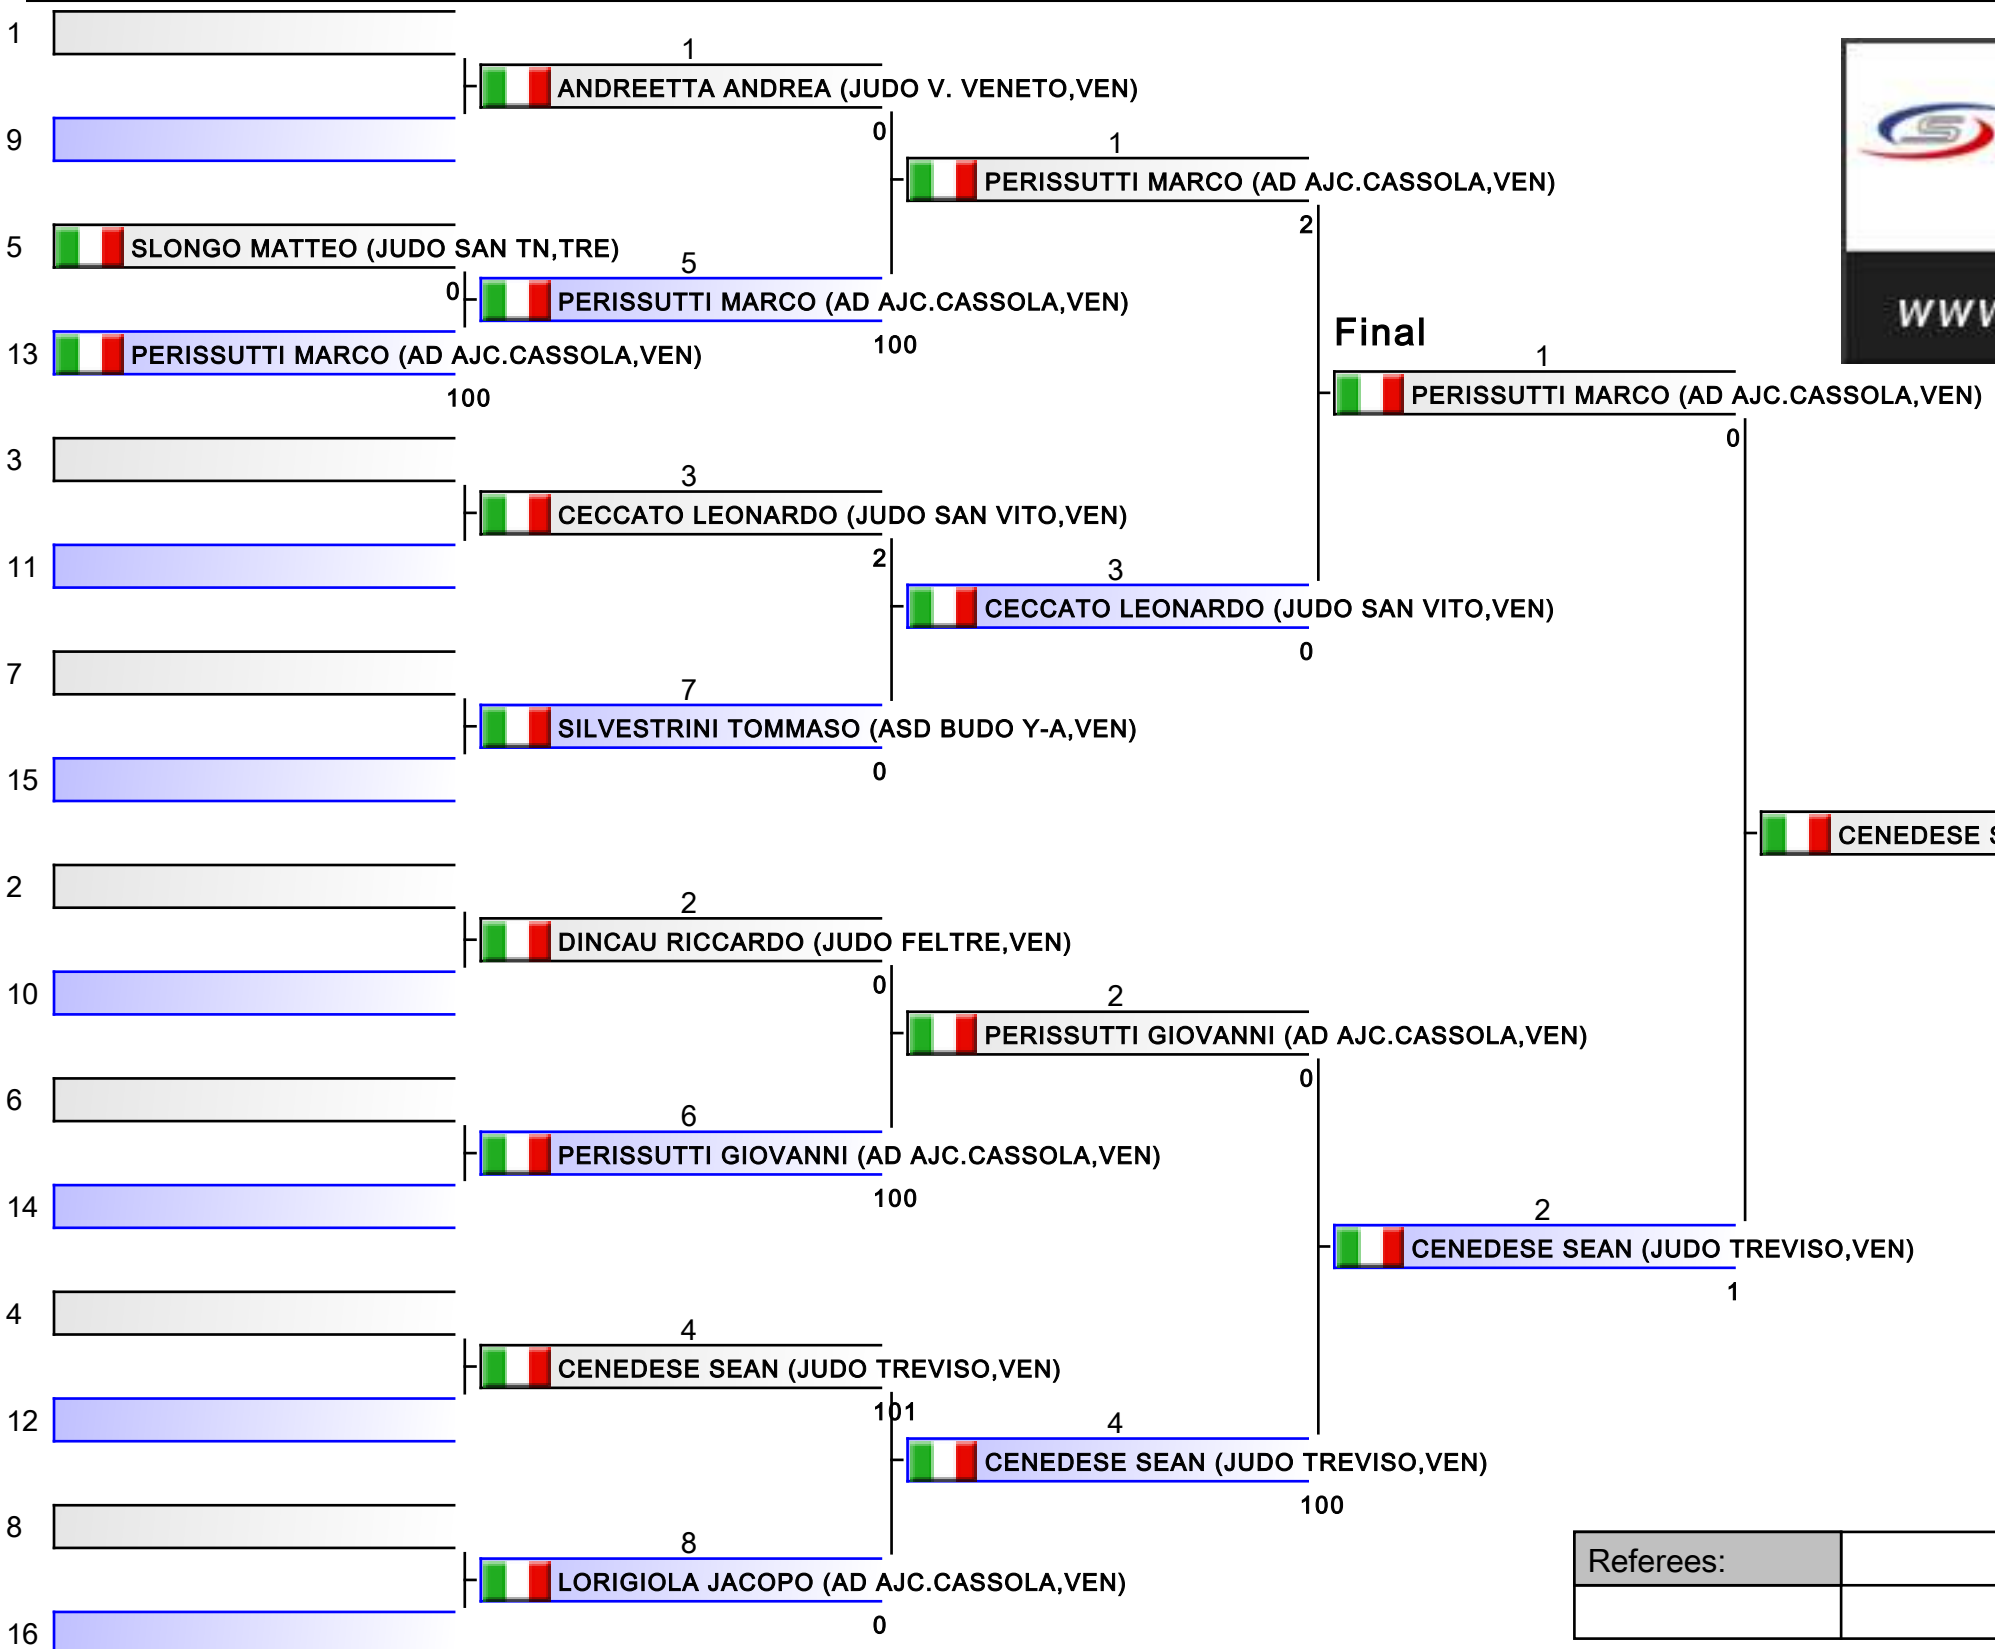 1
1
ANDREETTA ANDREA (JUDO V. VENETO,VEN)
9
0
1
PERISSUTTI MARCO (AD AJC.CASSOLA,VEN)
2
5
SLONGO MATTEO (JUDO SAN TN,TRE)
0
5
PERISSUTTI MARCO (AD AJC.CASSOLA,VEN)
100
13
PERISSUTTI MARCO (AD AJC.CASSOLA,VEN)
100
Final
1
PERISSUTTI MARCO (AD AJC.CASSOLA,VEN)
0
3
3
CECCATO LEONARDO (JUDO SAN VITO,VEN)
2
11
3
CECCATO LEONARDO (JUDO SAN VITO,VEN)
0
7
7
SILVESTRINI TOMMASO (ASD BUDO Y-A,VEN)
0
15
CENEDESE S
2
2
DINCAU RICCARDO (JUDO FELTRE,VEN)
0
10
2
PERISSUTTI GIOVANNI (AD AJC.CASSOLA,VEN)
0
6
6
PERISSUTTI GIOVANNI (AD AJC.CASSOLA,VEN)
100
14
2
CENEDESE SEAN (JUDO TREVISO,VEN)
1
4
4
CENEDESE SEAN (JUDO TREVISO,VEN)
101
12
4
CENEDESE SEAN (JUDO TREVISO,VEN)
100
8
8
LORIGIOLA JACOPO (AD AJC.CASSOLA,VEN)
0
16
Referees: